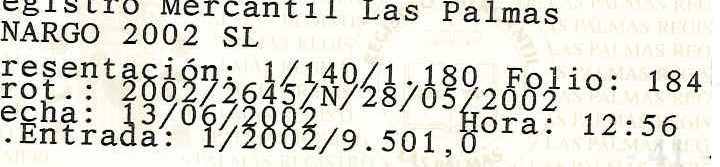 egistro Mercantil Las Palmas
NARGO 2002 SL
resentación: 1/140/1.180 Folio: 184
rot.: 2002/2645/N/28/05/2002
echa: 13/06/2002 Hora: 12:56
.Entrada: 1/2002/9.501,0